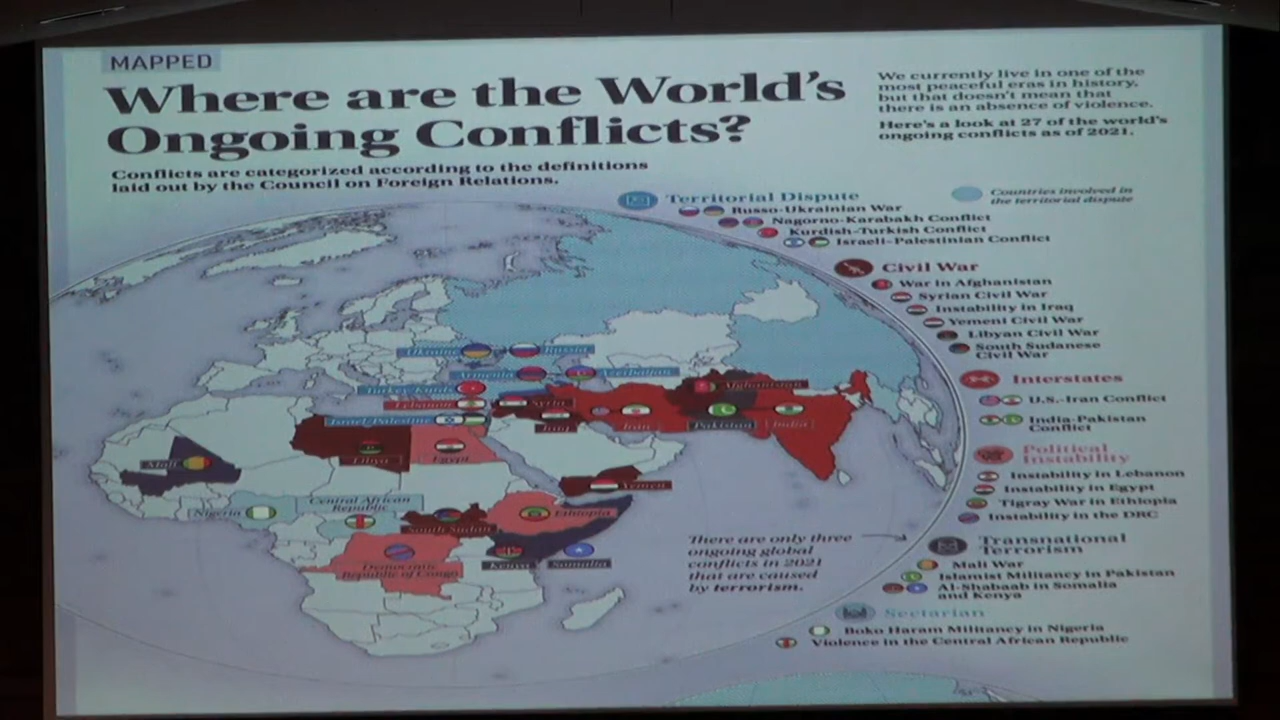 MAPPED
Where are the World's
Ongoing Conflicts?
Conflicts are categorized according to the definitions
laid out by the Council on Foreign Relations.
We currently live in one of the
most peaceful eras in history,
but that doesn't mean that
there is an absence of violence.
Here's a look at 27 of the world's
ongoing conflicts as of 2021.
Territorial Dispute
Countries involved in
the territorial dispute
Russo-Ukrainian War
Nagorno-Karabakh Conflict
Kurdish-Turkish Conflict
Israeli-Palestinian Conflict
Civil War
War in Afghanistan
Syrian Civil War
Instability in Iraq
Yemeni Civil War
Libyan Civil War
South Sudanese
Civil War
Interstates
U.S.-Iran Conflict
India-Pakistan
Conflict
Political
Instability
Instability in Lebanon
Instability in Egypt
Tigray War in Ethiopia
Instability in the DRC
Transnational
Terrorism
Mali War
Islamist Militancy in Pakistan
Al-Shabaab in Somalia
and Kenya
Sectarian
Boko Haram Militancy in Nigeria
Violence in the Central African Republic
There are only three
ongoing global
conflicts in 2021
that are caused
by terrorism.
Ukraine
Russia
Armenia
Azerbaijan
Turkey-Kurds
Afghanistan
Lebanon
Syria
Israel-Palestine
Iraq
Iran
Pakistan
India
Libya
Egypt
Mali
Yemen
Nigeria
Central African
Republic
South Sudan
Ethiopia
Kenya
Somalia
Democratic
Republic of Congo